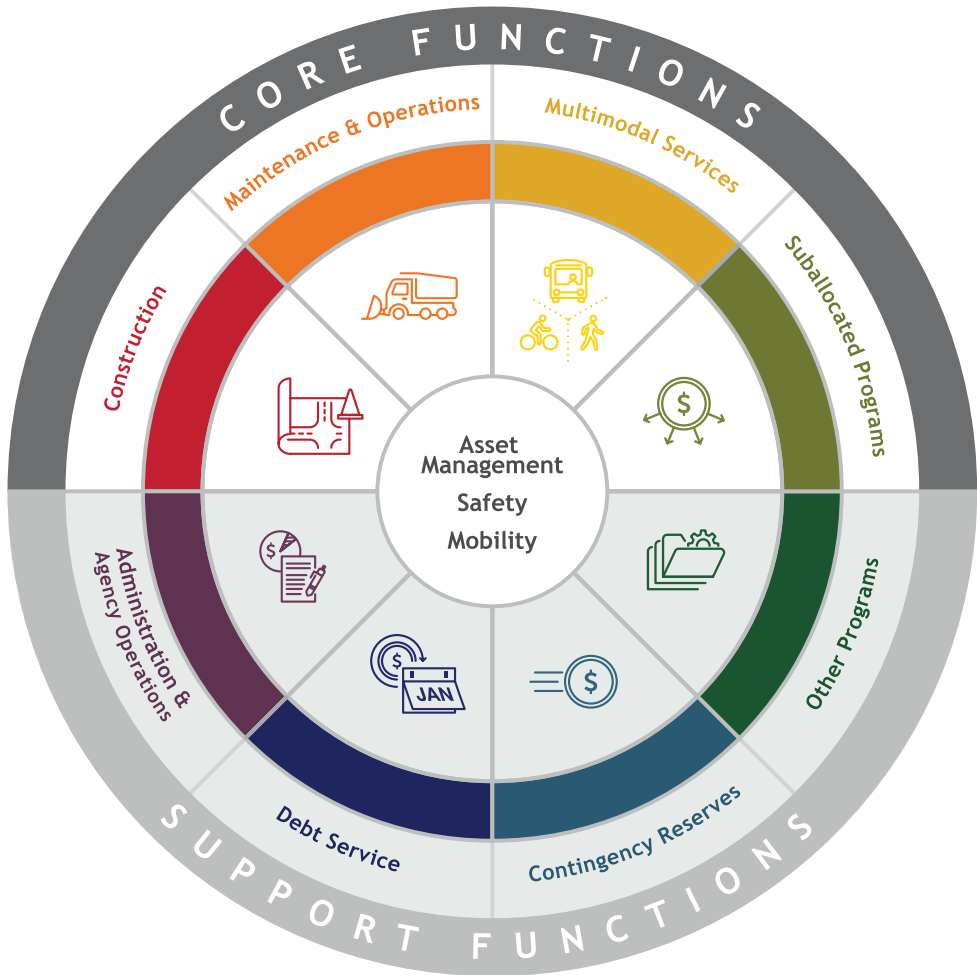 CORE FUNCTIONS
Maintenance & Operations
Multimodal Services
Construction
Suballocated Programs
$
Asset
Management
Safety
Mobility
$
Administration &
Agency Operations
Other Programs
$
JAN
$
Debt Service
Contingency Reserves
SUPPORT FUNCTIONS